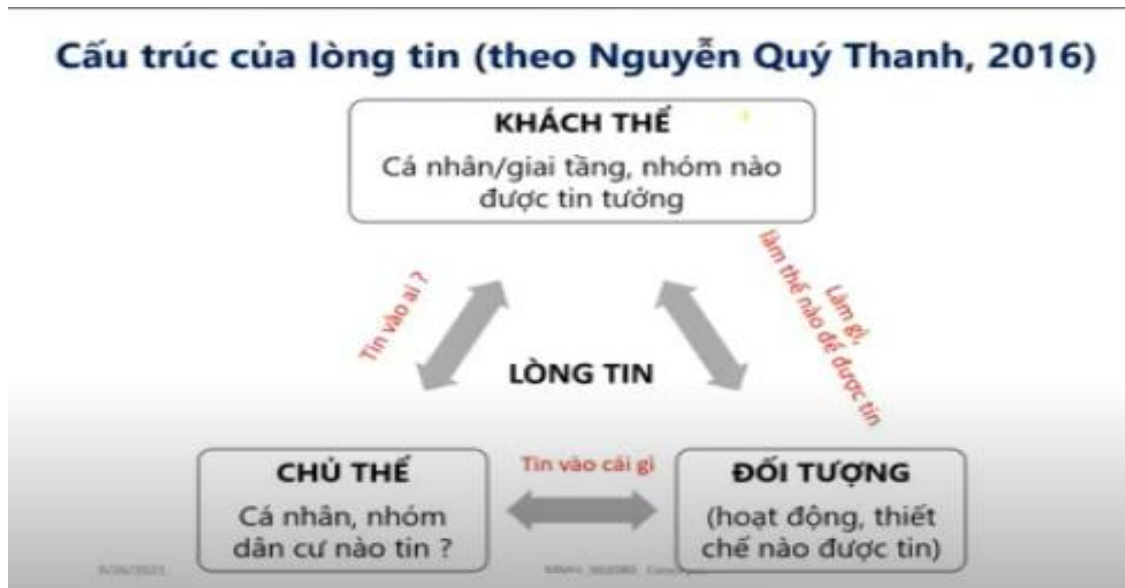 Cấu trúc của lòng tin (theo Nguyễn Quý Thanh, 2016)
KHÁCH THỂ
Cá nhân/giai tầng, nhóm nào
được tin tưởng
Tin vào ai ?
Làm gì,
làm thế nào để được tin
LÒNG TIN
CHỦ THỂ
Cá nhân, nhóm
dân cư nào tin ?
Tin vào cái gì
ĐỐI TƯỢNG
(hoạt động, thiết
chế nào được tin)